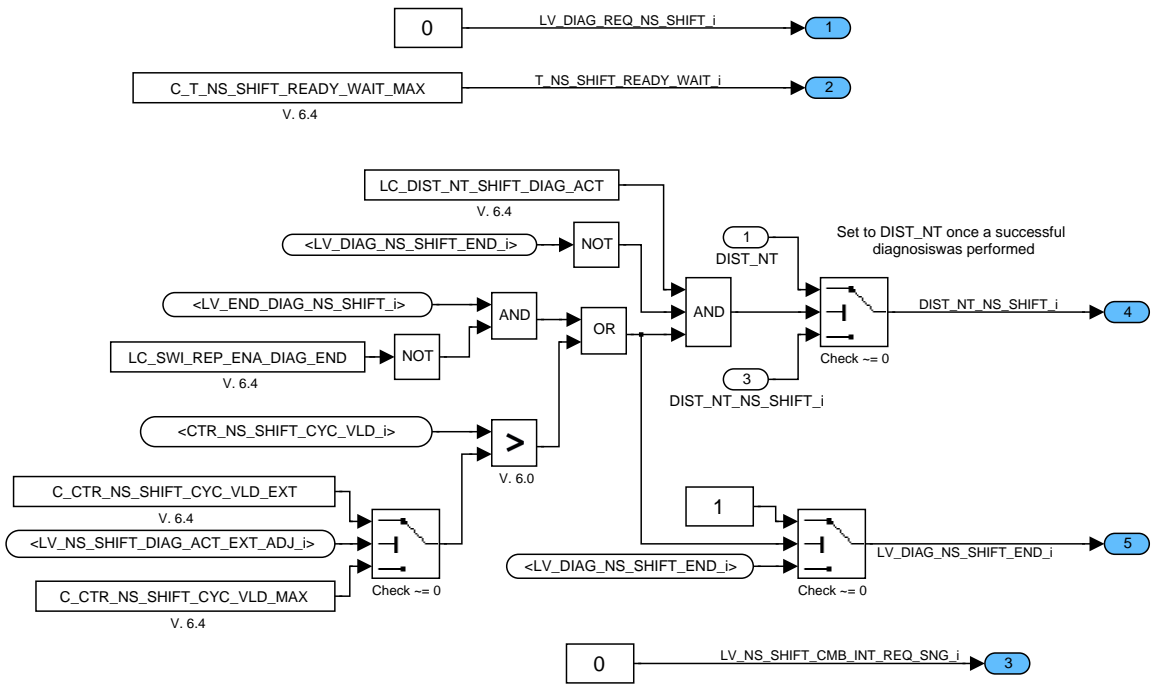 0
LV_DIAG_REQ_NS_SHIFT_i
1
C_T_NS_SHIFT_READY_WAIT_MAX
T_NS_SHIFT_READY_WAIT_i
2
V. 6.4
LC_DIST_NT_SHIFT_DIAG_ACT
V. 6.4
<LV_DIAG_NS_SHIFT_END_i>
NOT
1
DIST_NT
Set to DIST_NT once a successful
diagnosiswas performed
<LV_END_DIAG_NS_SHIFT_i>
AND
OR
AND
DIST_NT_NS_SHIFT_i
4
LC_SWI_REP_ENA_DIAG_END
NOT
V. 6.4
Check ~= 0
3
DIST_NT_NS_SHIFT_i
<CTR_NS_SHIFT_CYC_VLD_i>
>
V. 6.0
C_CTR_NS_SHIFT_CYC_VLD_EXT
V. 6.4
1
<LV_NS_SHIFT_DIAG_ACT_EXT_ADJ_i>
LV_DIAG_NS_SHIFT_END_i
5
<LV_DIAG_NS_SHIFT_END_i>
C_CTR_NS_SHIFT_CYC_VLD_MAX
Check ~= 0
Check ~= 0
V. 6.4
0
LV_NS_SHIFT_CMB_INT_REQ_SNG_i
3